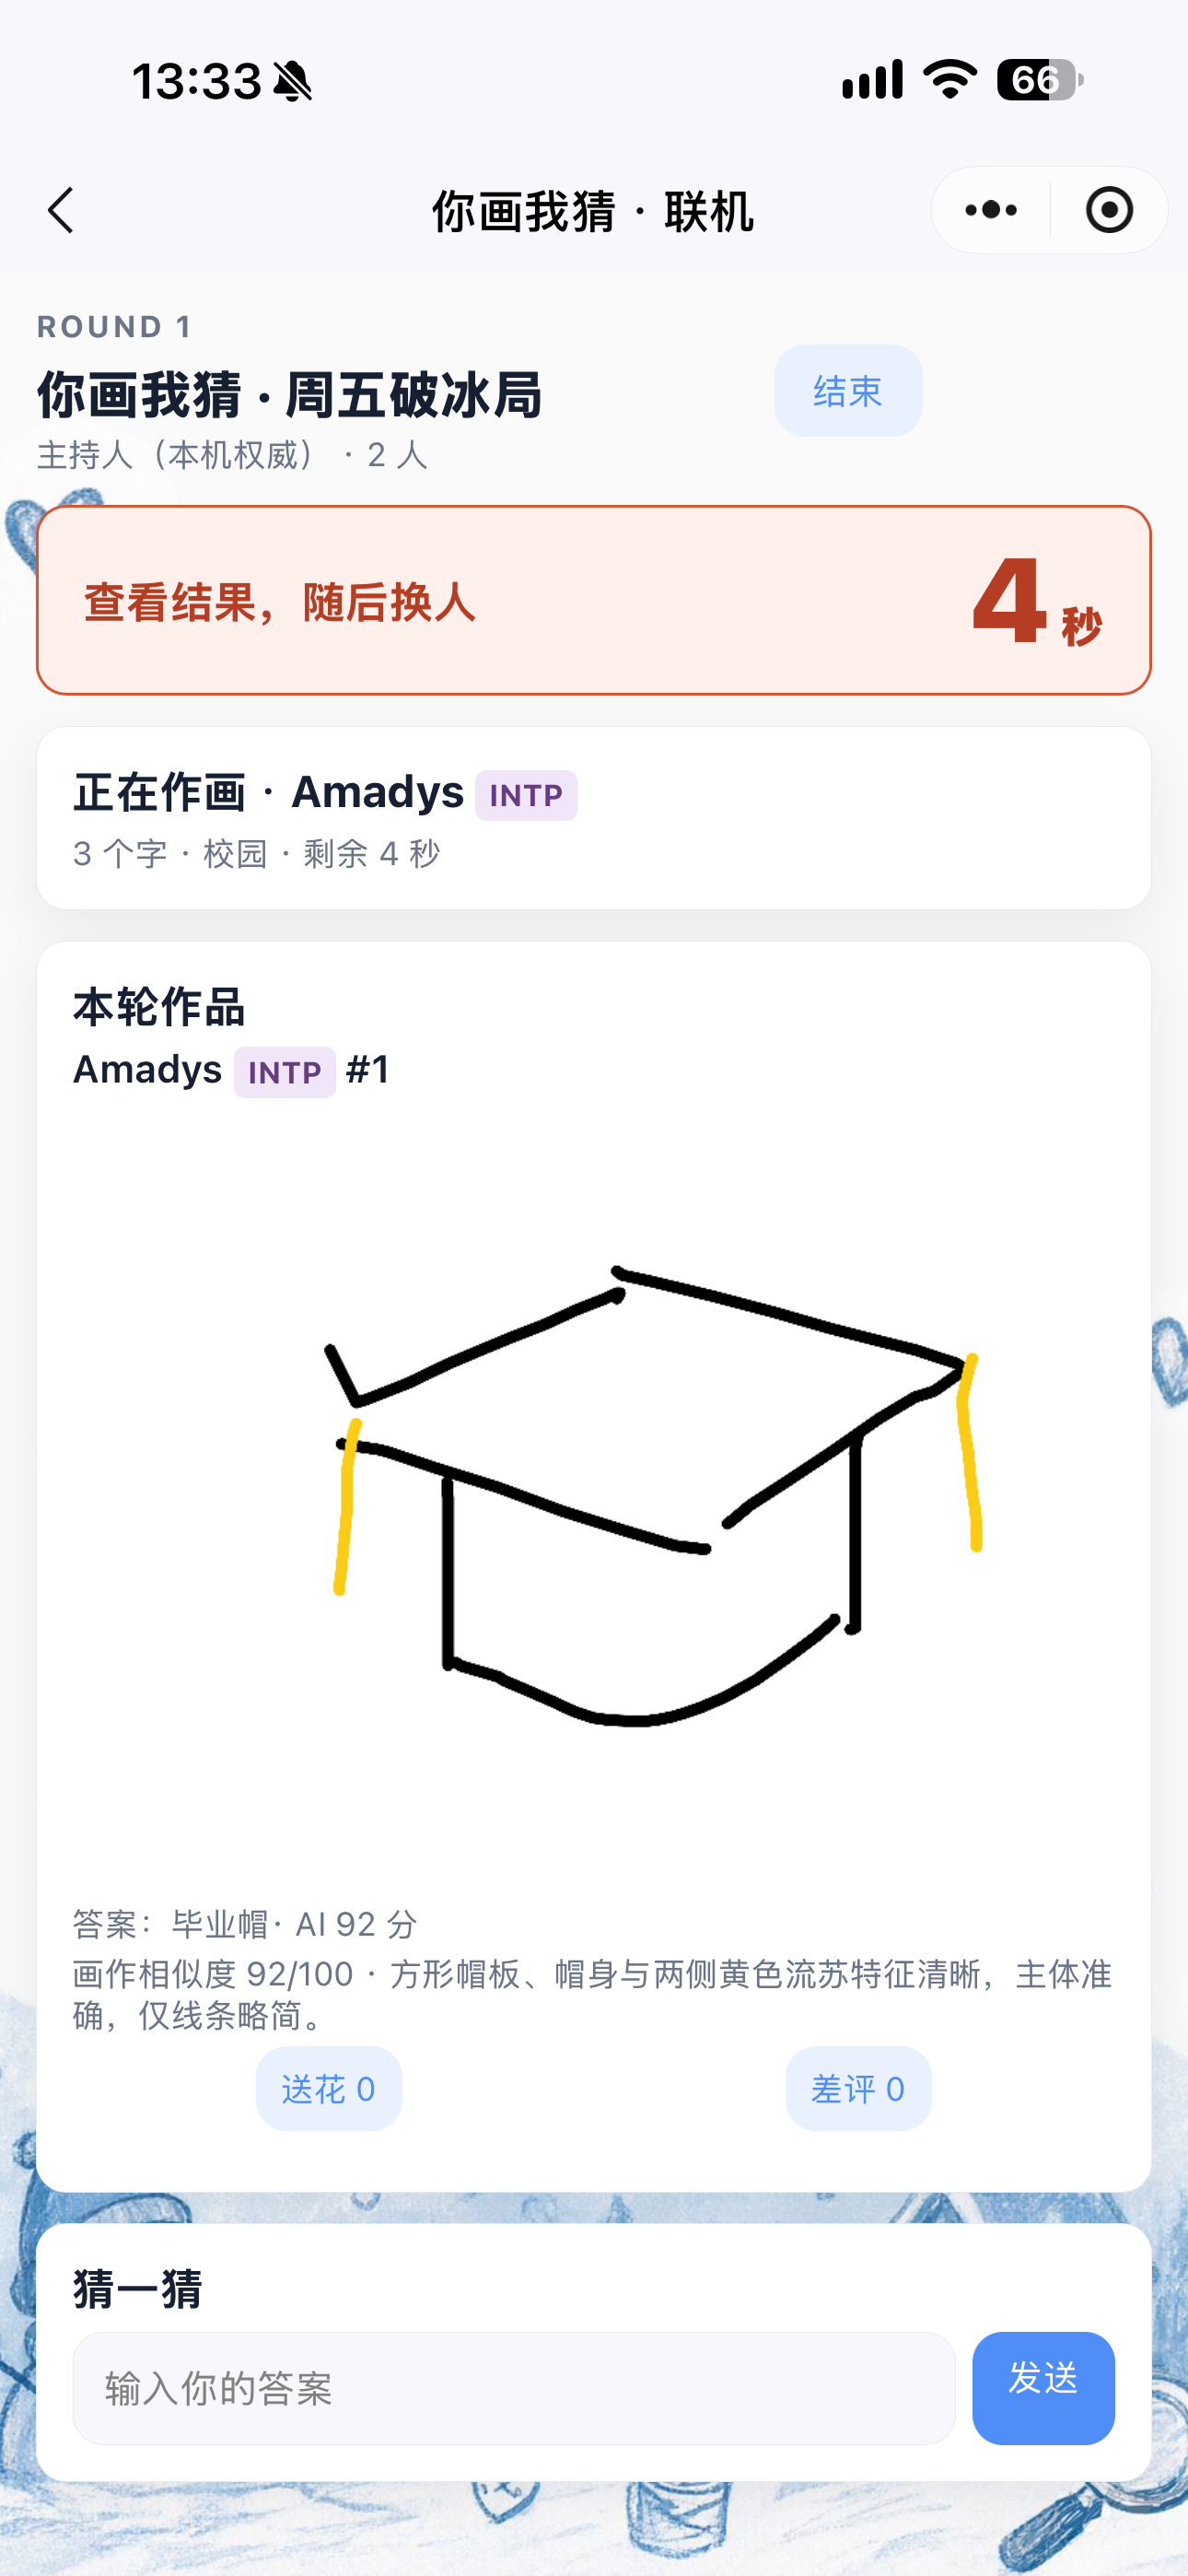 13:33
66
你画我猜 · 联机
ROUND 1
你画我猜 · 周五破冰局
结束
主持人（本机权威） · 2 人
查看结果，随后换人
4 秒
正在作画 · Amadys INTP
3 个字 · 校园 · 剩余 4 秒
本轮作品
Amadys INTP #1
答案：毕业帽· AI 92 分
画作相似度 92/100 · 方形帽板、帽身与两侧黄色流苏特征清晰，主体准
确，仅线条略简。
送花 0
差评 0
猜一猜
输入你的答案
发送